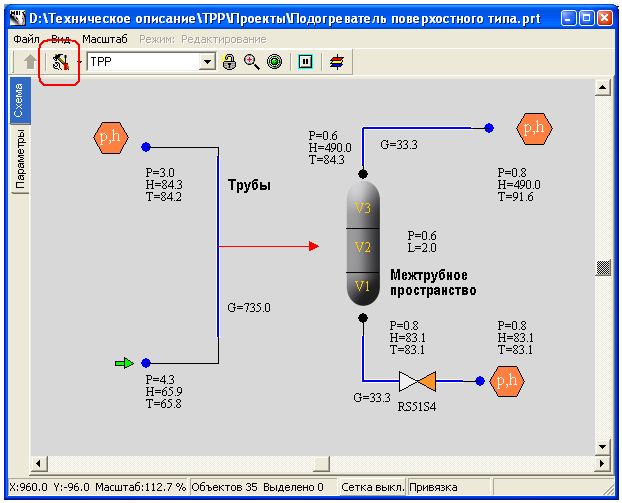 D:\Техническое описание\TPP\Проекты\Подогреватель поверхостного типа.prt
Файл Вид Масштаб Режим: Редактирование
TPP
Схема
Параметры
p,h
P=3.0
H=84.3
T=84.2
Трубы
G=735.0
P=4.3
H=65.9
T=65.8
P=0.6
H=490.0
T=84.3
G=33.3
p,h
P=0.8
H=490.0
T=91.6
V3
V2
V1
P=0.6
L=2.0
Межтрубное
пространство
P=0.8
H=83.1
T=83.1
P=0.8
H=83.1
T=83.1
p,h
G=33.3
RS51S4
X:960.0 Y:-96.0 Масштаб:112.7 % Объектов 35 Выделено 0 Сетка выкл. Привязка